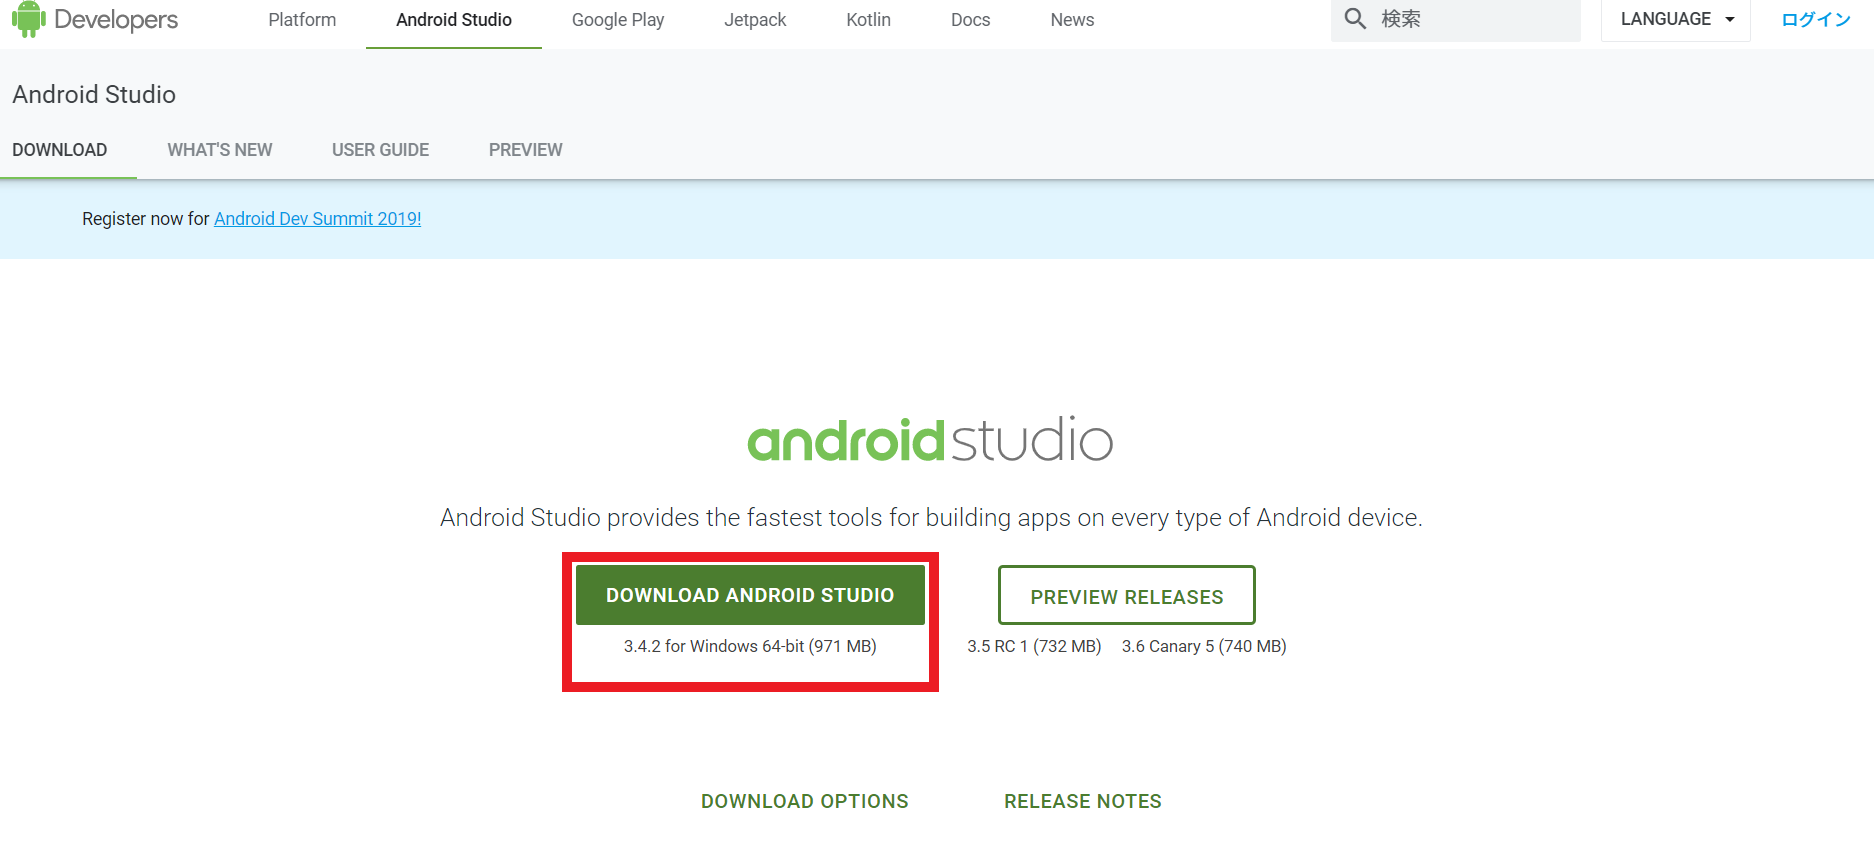 Developers Platform Android Studio Google Play Jetpack Kotlin Docs News 検索 LANGUAGE ログイン
Android Studio
DOWNLOAD WHAT'S NEW USER GUIDE PREVIEW
Register now for Android Dev Summit 2019!
androidstudio
Android Studio provides the fastest tools for building apps on every type of Android device.
DOWNLOAD ANDROID STUDIO PREVIEW RELEASES
3.4.2 for Windows 64-bit (971 MB) 3.5 RC 1 (732 MB) 3.6 Canary 5 (740 MB)
DOWNLOAD OPTIONS RELEASE NOTES